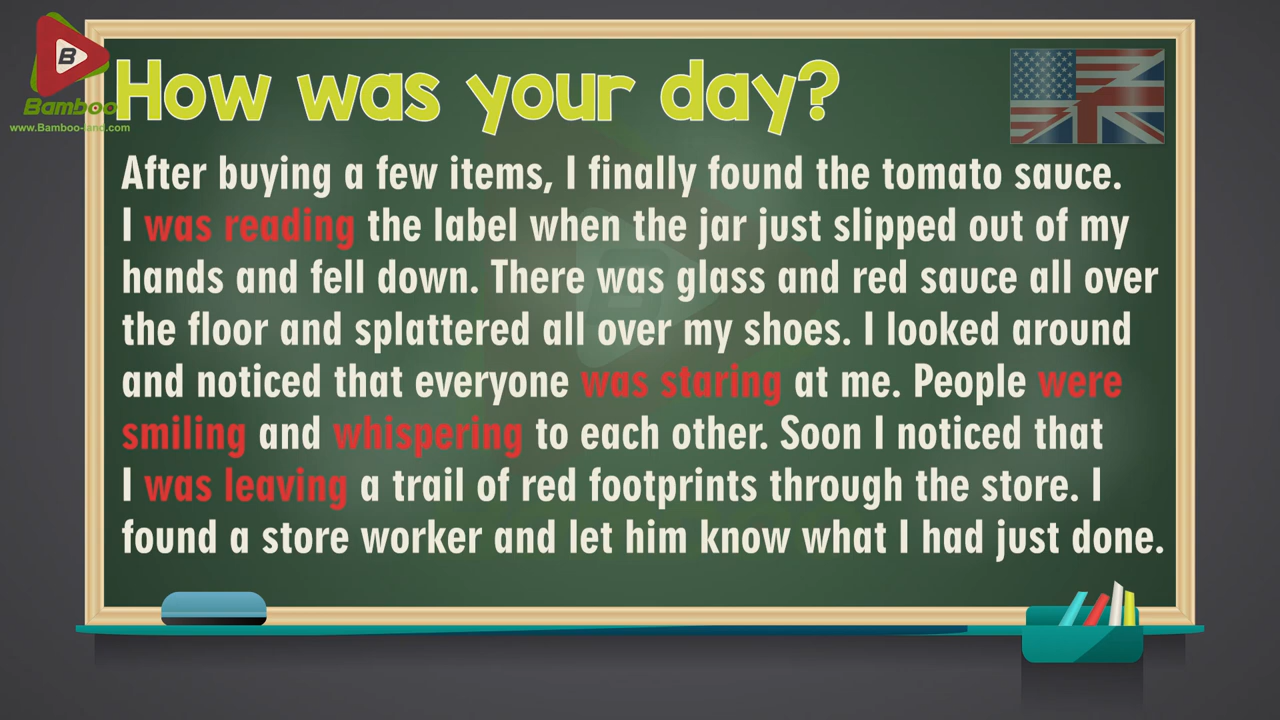 B
Bamboo
www.Bamboo-land.com
How was your day?
After buying a few items, I finally found the tomato sauce.
I was reading the label when the jar just slipped out of my
hands and fell down. There was glass and red sauce all over
the floor and splattered all over my shoes. I looked around
and noticed that everyone was staring at me. People were
smiling and whispering to each other. Soon I noticed that
I was leaving a trail of red footprints through the store. I
found a store worker and let him know what I had just done.